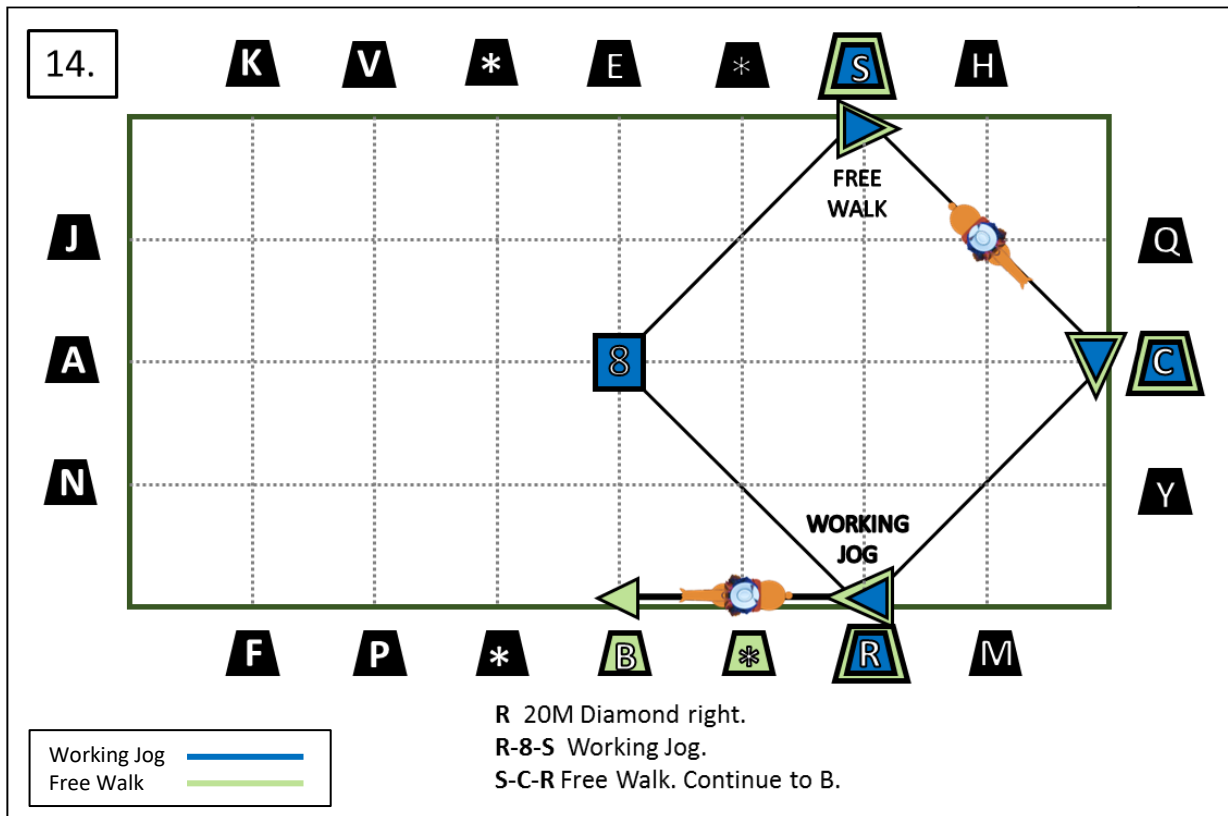 14.
K V * E * S H
FREE
WALK
J Q
A 8 C
N Y
WORKING
JOG
F P * B * R M
R 20M Diamond right.
R-8-S Working Jog.
S-C-R Free Walk. Continue to B.
Working Jog
Free Walk